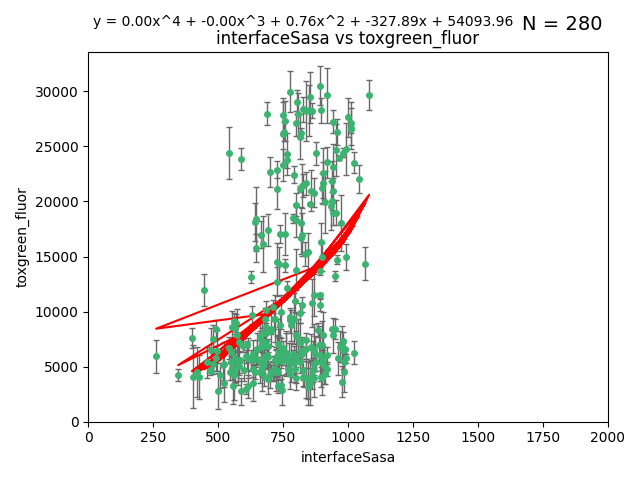 y = 0.00x^4 + -0.00x^3 + 0.76x^2 + -327.89x + 54093.96 N = 280
interfaceSasa vs toxgreen_fluor
30000
25000
20000
15000
10000
5000
0
toxgreen_fluor
0 250 500 750 1000 1250 1500 1750 2000
interfaceSasa